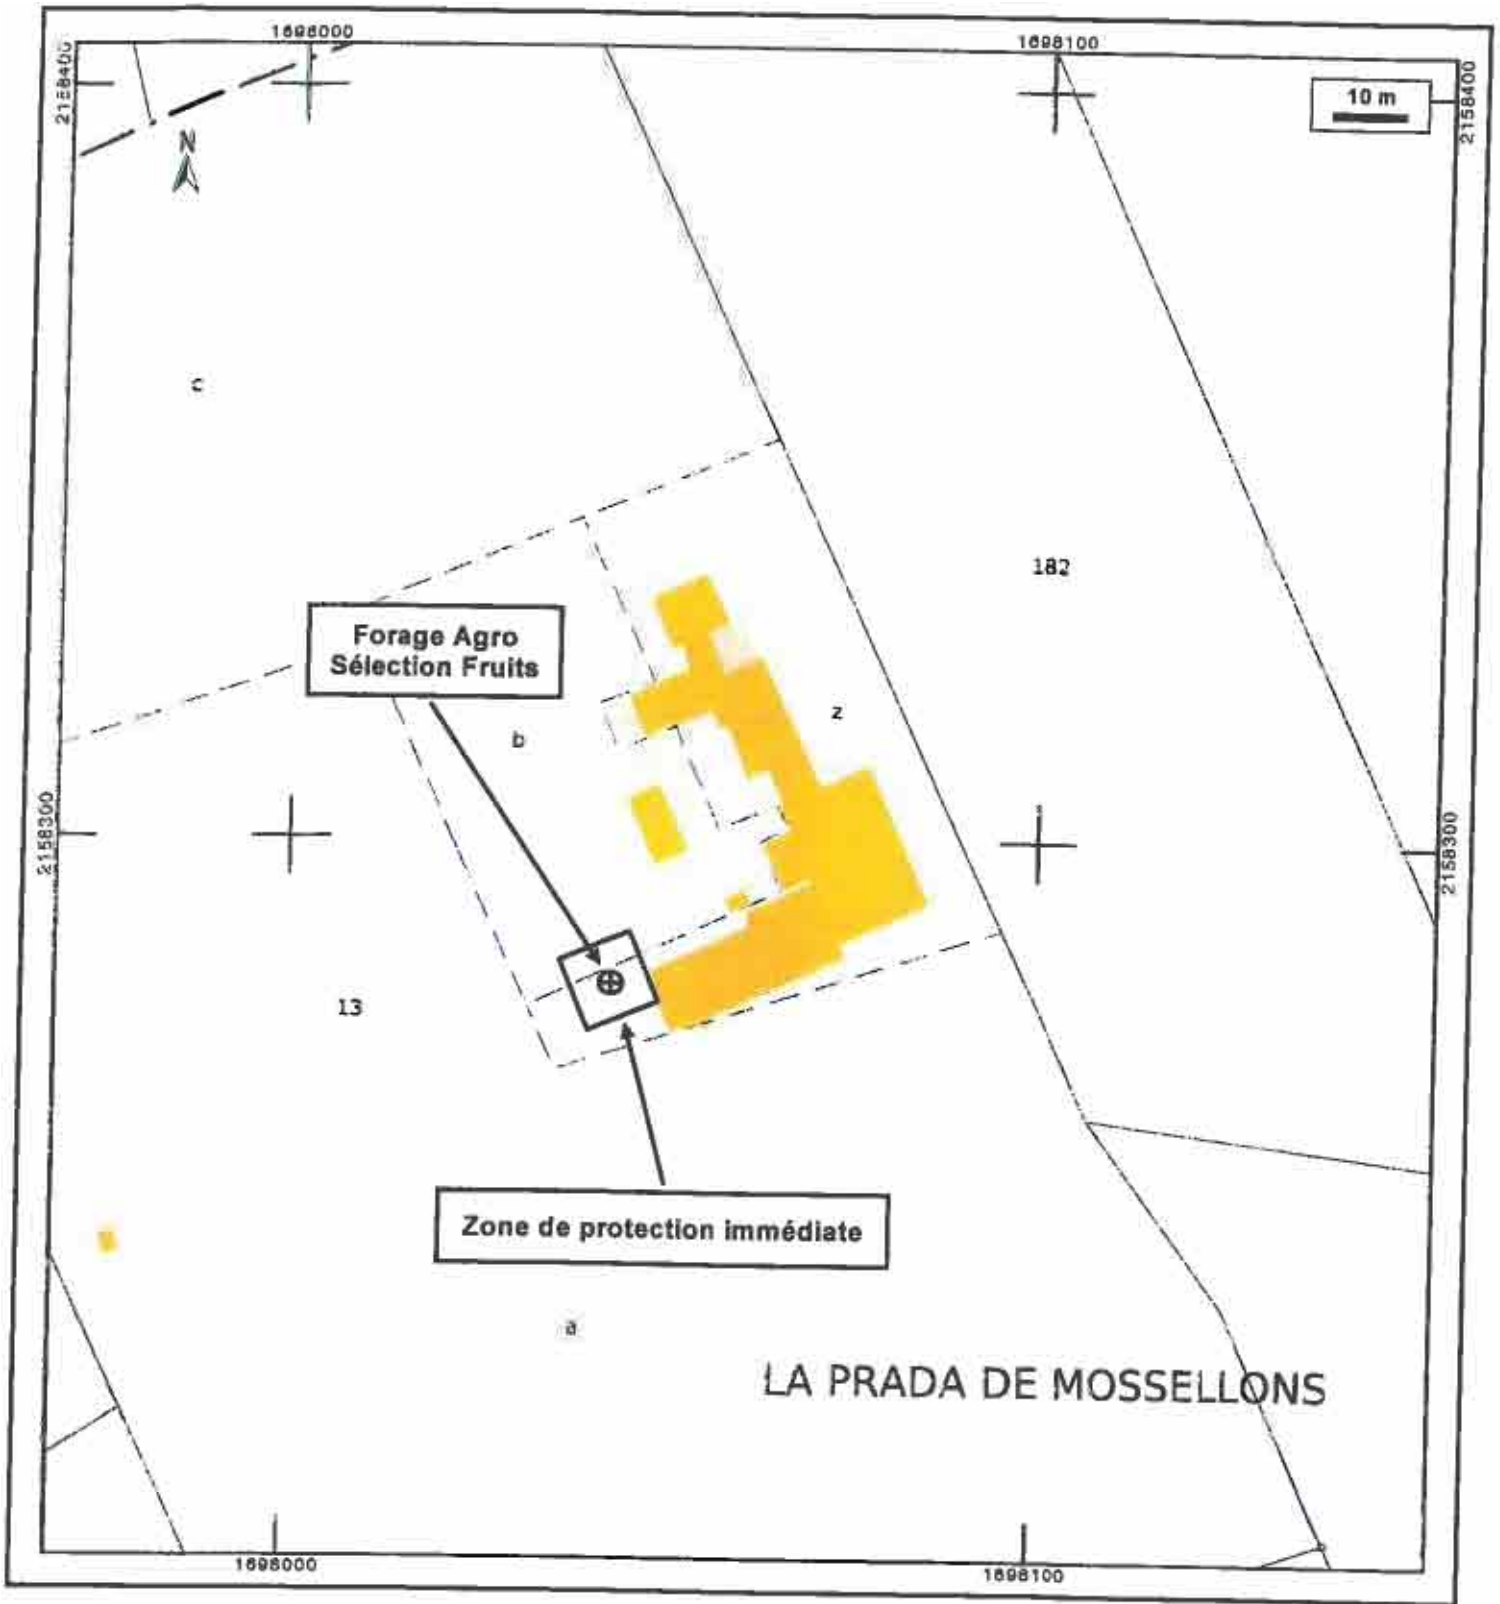 1698000
1698100
2158400
2158400
10 m
N
c
182
Forage Agro
Sélection Fruits
z
b
2158300
2158300
13
Zone de protection immédiate
a
LA PRADA DE MOSSELLONS
1698000
1698100